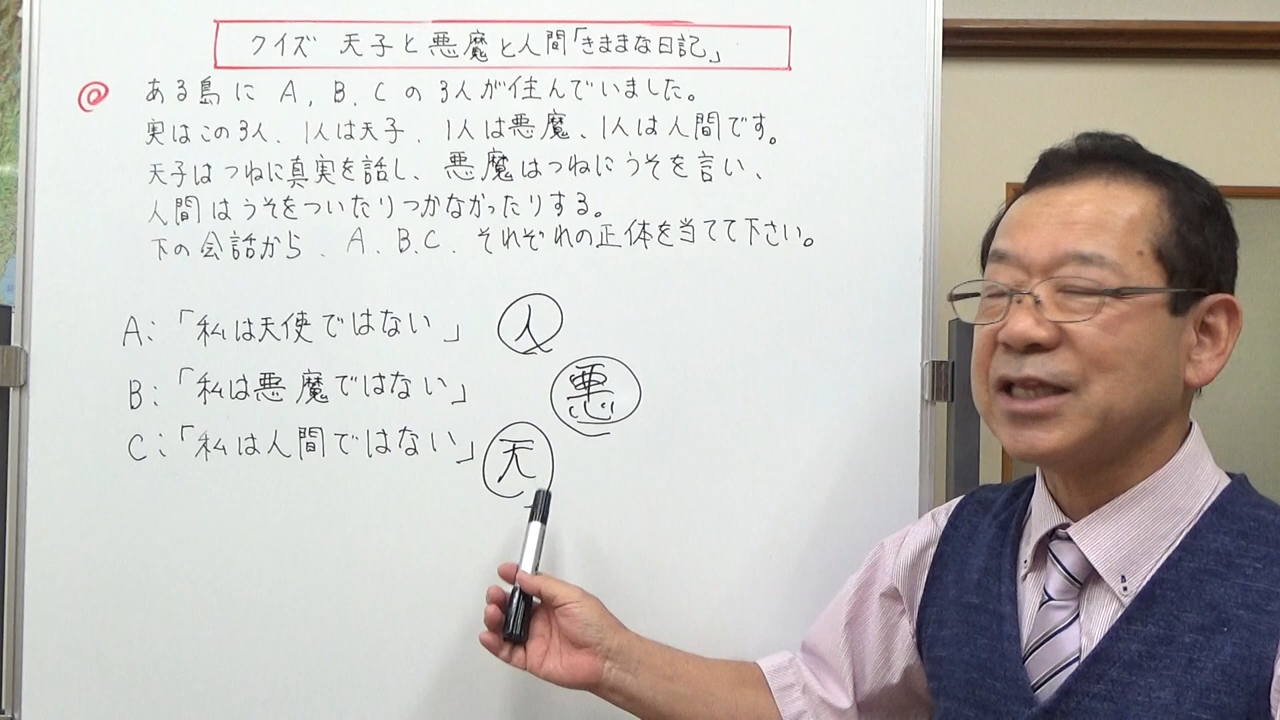 クイズ 天子と悪魔と人間「きままな日記」
@ ある島に A, B, C の 3人が住んでいました。
実はこの3人、1人は天子、1人は悪魔、1人は人間です。
天子はつねに真実を話し、悪魔はつねにうそを言い、
人間はうそをついたりつかなかったりする。
下の会話から、A. B. C. それぞれの正体を当てて下さい。
A:「私は天使ではない」 人
B:「私は悪魔ではない」 悪
C:「私は人間ではない」 天